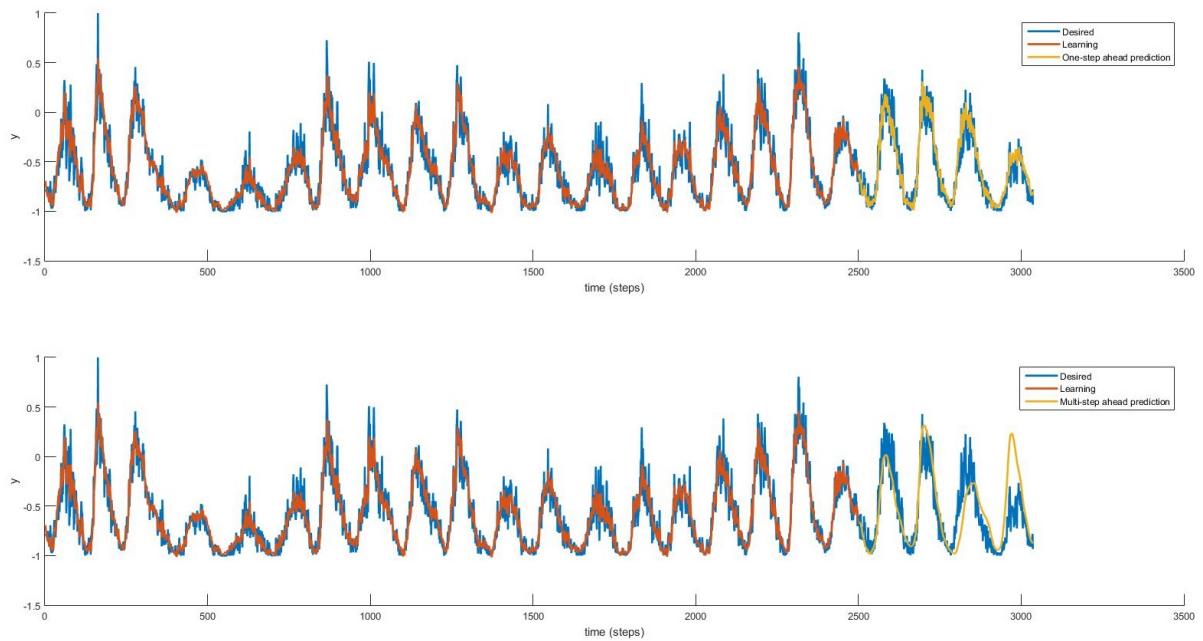 1
0.5
0
-0.5
-1
-1.5
y
0
500
1000
1500
2000
2500
3000
3500
time (steps)
Desired
Learning
One-step ahead prediction
1
0.5
0
-0.5
-1
-1.5
y
0
500
1000
1500
2000
2500
3000
3500
time (steps)
Desired
Learning
Multi-step ahead prediction